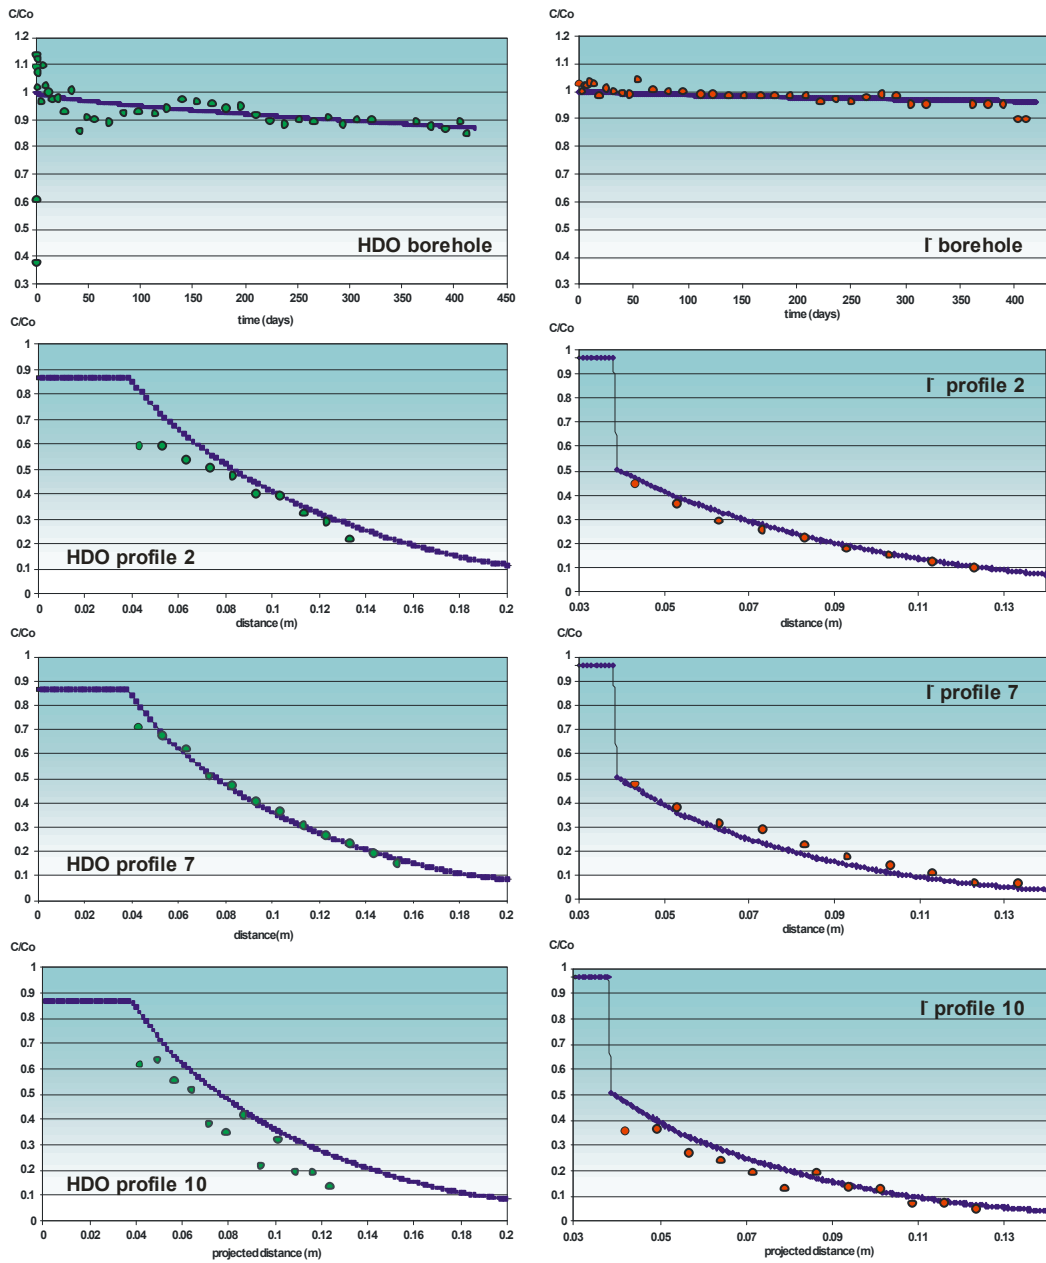 C/Co
1.2
1.1
1
0.9
0.8
0.7
0.6
0.5
0.4
0.3
HDO borehole
0 50 100 150 200 250 300 350 400 450
time (days)
C/Co
1.2
1.1
1
0.9
0.8
0.7
0.6
0.5
0.4
0.3
I⁻ borehole
0 50 100 150 200 250 300 350 400
time (days)
C/Co
1
0.9
0.8
0.7
0.6
0.5
0.4
0.3
0.2
0.1
0
HDO profile 2
0 0.02 0.04 0.06 0.08 0.1 0.12 0.14 0.16 0.18 0.2
distance (m)
C/Co
1
0.9
0.8
0.7
0.6
0.5
0.4
0.3
0.2
0.1
0
I⁻ profile 2
0.03 0.05 0.07 0.09 0.11 0.13
distance (m)
C/Co
1
0.9
0.8
0.7
0.6
0.5
0.4
0.3
0.2
0.1
0
HDO profile 7
0 0.02 0.04 0.06 0.08 0.1 0.12 0.14 0.16 0.18 0.2
distance(m)
C/Co
1
0.9
0.8
0.7
0.6
0.5
0.4
0.3
0.2
0.1
0
I⁻ profile 7
0.03 0.05 0.07 0.09 0.11 0.13
distance (m)
C/Co
1
0.9
0.8
0.7
0.6
0.5
0.4
0.3
0.2
0.1
0
HDO profile 10
0 0.02 0.04 0.06 0.08 0.1 0.12 0.14 0.16 0.18 0.2
projected distance (m)
C/Co
1
0.9
0.8
0.7
0.6
0.5
0.4
0.3
0.2
0.1
0
I⁻ profile 10
0.03 0.05 0.07 0.09 0.11 0.13
projected distance (m)